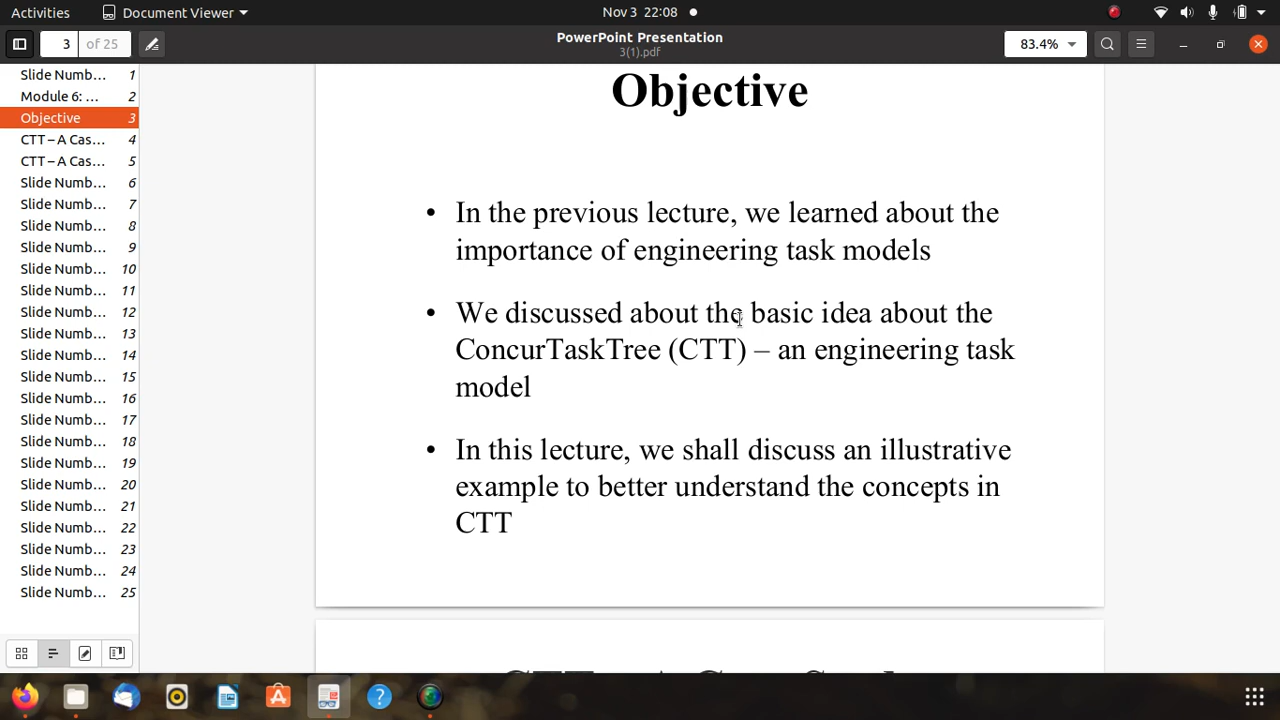 Activities
Document Viewer
Nov 3 22:08
3
of 25
PowerPoint Presentation
3(1).pdf
83.4%
Slide Numb... 1
Module 6: ... 2
Objective 3
CTT – A Cas... 4
CTT – A Cas... 5
Slide Numb... 6
Slide Numb... 7
Slide Numb... 8
Slide Numb... 9
Slide Numb... 10
Slide Numb... 11
Slide Numb... 12
Slide Numb... 13
Slide Numb... 14
Slide Numb... 15
Slide Numb... 16
Slide Numb... 17
Slide Numb... 18
Slide Numb... 19
Slide Numb... 20
Slide Numb... 21
Slide Numb... 22
Slide Numb... 23
Slide Numb... 24
Slide Numb... 25
Objective
• In the previous lecture, we learned about the
importance of engineering task models
• We discussed about the basic idea about the
ConcurTaskTree (CTT) – an engineering task
model
• In this lecture, we shall discuss an illustrative
example to better understand the concepts in
CTT